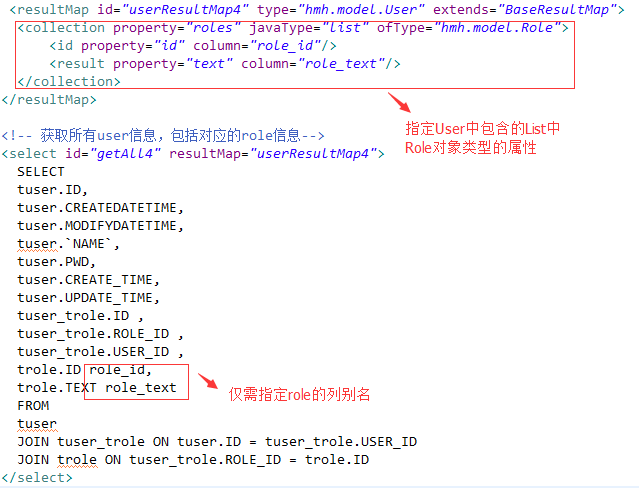 <resultMap id="userResultMap4" type="hmh.model.User" extends="BaseResultMap">
<collection property="roles" javaType="list" ofType="hmh.model.Role">
<id property="id" column="role_id"/>
<result property="text" column="role_text"/>
</collection>
</resultMap>
指定User中包含的List中
Role对象类型的属性
<!-- 获取所有user信息，包括对应的role信息-->
<select id="getAll4" resultMap="userResultMap4">
SELECT
tuser.ID,
tuser.CREATEDATETIME,
tuser.MODIFYDATETIME,
tuser.`NAME`,
tuser.PWD,
tuser.CREATE_TIME,
tuser.UPDATE_TIME,
tuser_trole.ID ,
tuser_trole.ROLE_ID ,
tuser_trole.USER_ID ,
trole.ID role_id,
trole.TEXT role_text
仅需指定role的列别名
FROM
tuser
JOIN tuser_trole ON tuser.ID = tuser_trole.USER_ID
JOIN trole ON tuser_trole.ROLE_ID = trole.ID
</select>